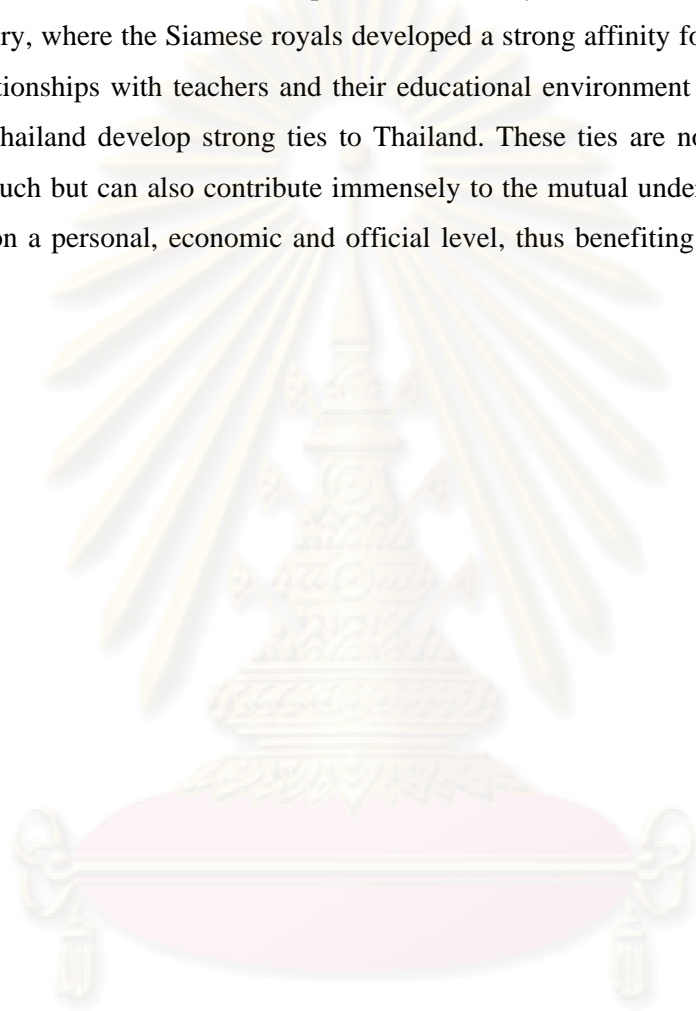 ry, where the Siamese royals developed a strong affinity fo
tionships with teachers and their educational environment
hailand develop strong ties to Thailand. These ties are no
uch but can also contribute immensely to the mutual under
on a personal, economic and official level, thus benefiting